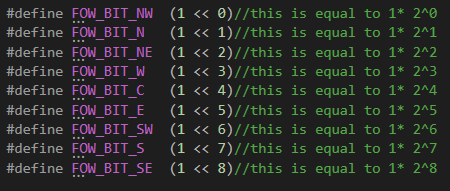 #define FOW_BIT_NW  (1 << 0)//this is equal to 1* 2^0
#define FOW_BIT_N   (1 << 1)//this is equal to 1* 2^1
#define FOW_BIT_NE  (1 << 2)//this is equal to 1* 2^2
#define FOW_BIT_W   (1 << 3)//this is equal to 1* 2^3
#define FOW_BIT_C   (1 << 4)//this is equal to 1* 2^4
#define FOW_BIT_E   (1 << 5)//this is equal to 1* 2^5
#define FOW_BIT_SW  (1 << 6)//this is equal to 1* 2^6
#define FOW_BIT_S   (1 << 7)//this is equal to 1* 2^7
#define FOW_BIT_SE  (1 << 8)//this is equal to 1* 2^8